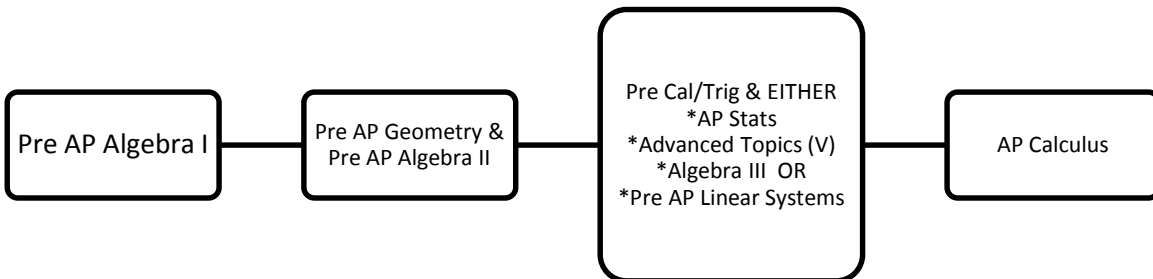 Pre AP Algebra I
Pre AP Geometry &
Pre AP Algebra II
Pre Cal/Trig & EITHER
*AP Stats
*Advanced Topics (V)
*Algebra III  OR
*Pre AP Linear Systems
AP Calculus